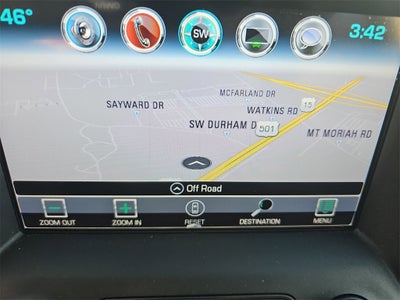 46°
SW
3:42
MCFARLAND DR
SAYWARD DR
WATKINS RD
15
SW DURHAM D
501
MT MORIAH RD
Off Road
ZOOM OUT
ZOOM IN
RESET
DESTINATION
MENU